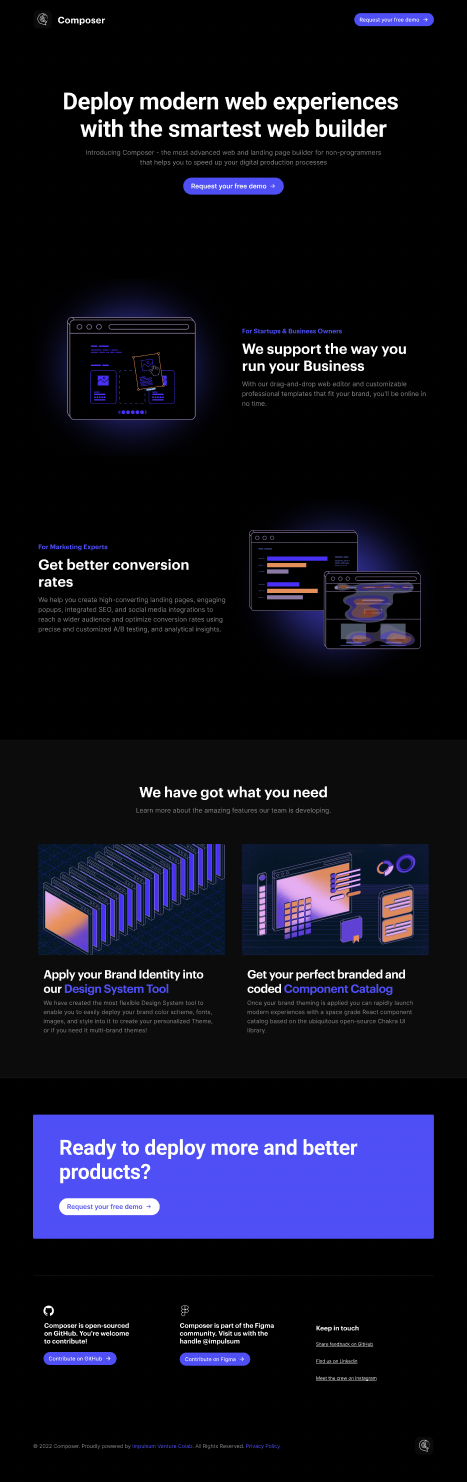 Composer
Request your free demo →
Deploy modern web experiences
with the smartest web builder
Introducing Composer - the most advanced web and landing page builder for non-programmers
that helps you to speed up your digital production processes
Request your free demo →
For Startups & Business Owners
We support the way you
run your Business
With our drag-and-drop web editor and customizable
professional templates that fit your brand, you'll be online in
no time.
For Marketing Experts
Get better conversion
rates
We help you create high-converting landing pages, engaging
popups, integrated SEO, and social media integrations to
reach a wider audience and optimize conversion rates using
precise and customized A/B testing, and analytical insights.
We have got what you need
Learn more about the amazing features our team is developing.
Apply your Brand Identity into
our Design System Tool
We have created the most flexible Design System tool to
enable you to easily deploy your brand color scheme, fonts,
images, and style into it to create your personalized Theme,
or if you need it multi-brand themes!
Get your perfect branded and
coded Component Catalog
Once your brand theming is applied you can rapidly launch
modern experiences with a space grade React component
catalog based on the ubiquitous open-source Chakra UI
library.
Ready to deploy more and better
products?
Request your free demo →
Composer is open-sourced
on GitHub. You're welcome
to contribute!
Contribute on GitHub →
Composer is part of the Figma
community. Visit us with the
handle @impulsum
Contribute on Figma →
Keep in touch
Share feedback on GitHub
Find us on Linkedin
Meet the crew on Instagram
© 2022 Composer. Proudly powered by Impulsum Venture Colab. All Rights Reserved. Privacy Policy